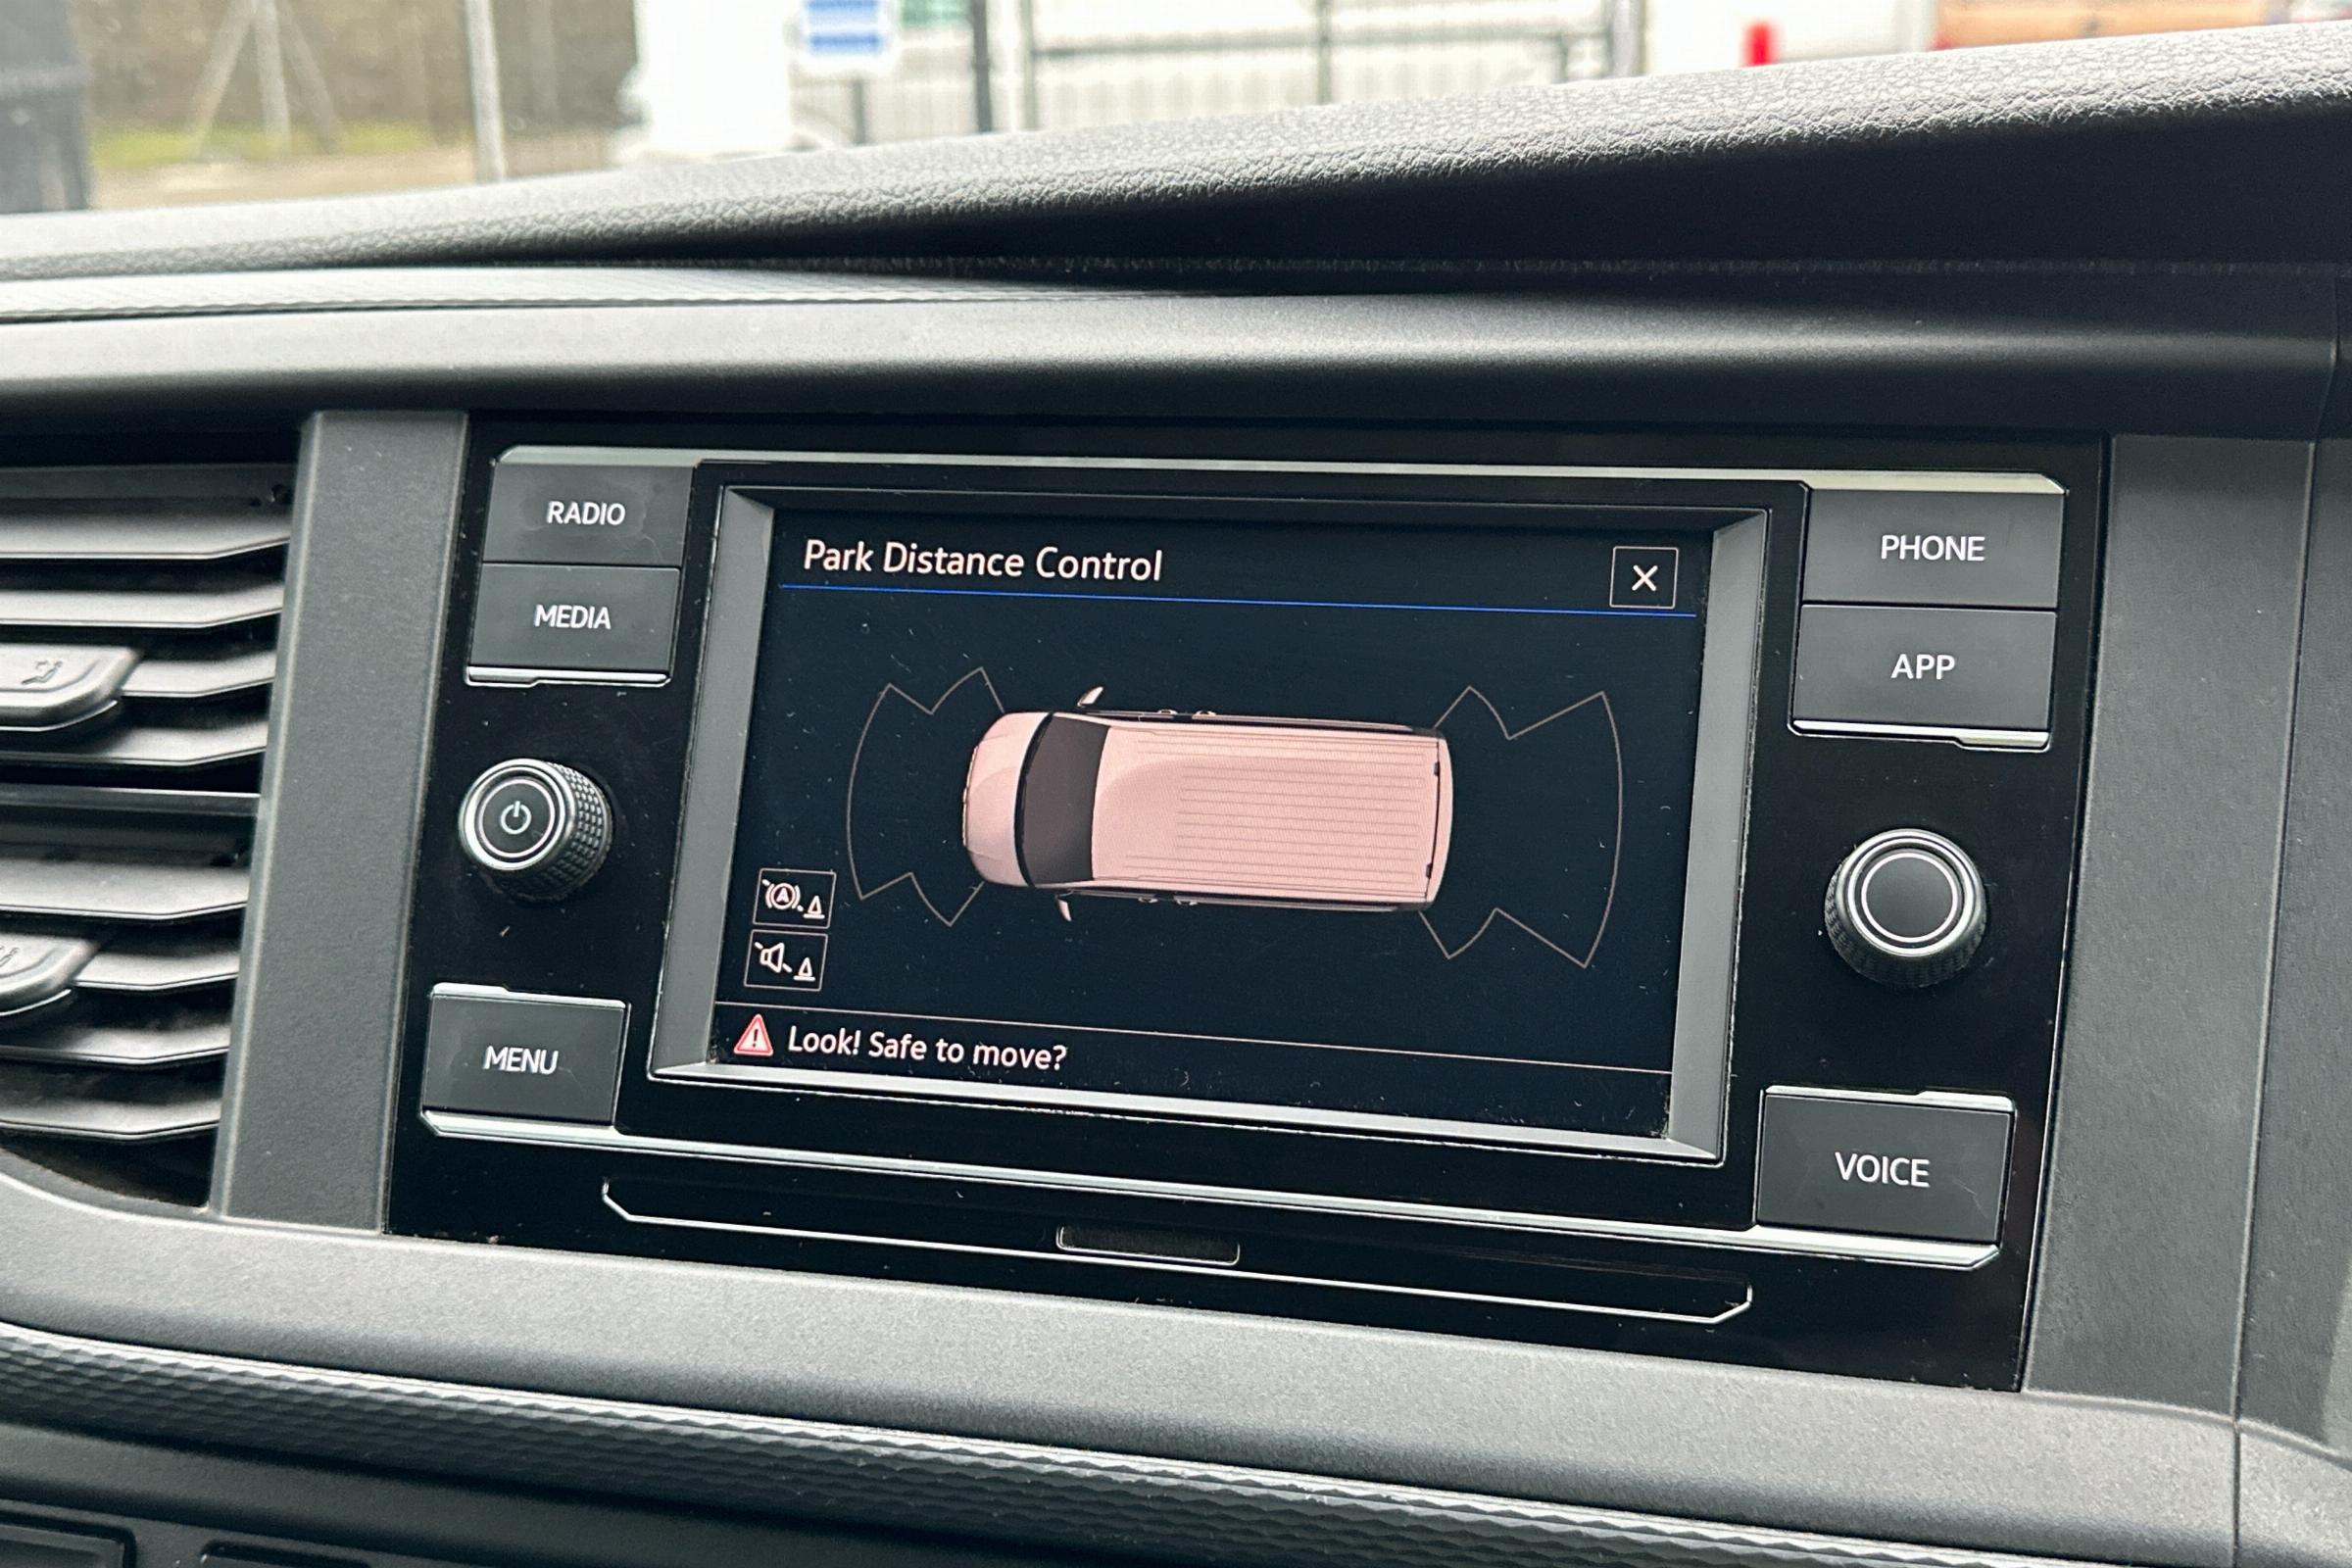 RADIO
MEDIA
MENU
Park Distance Control
Look! Safe to move?
PHONE
APP
VOICE